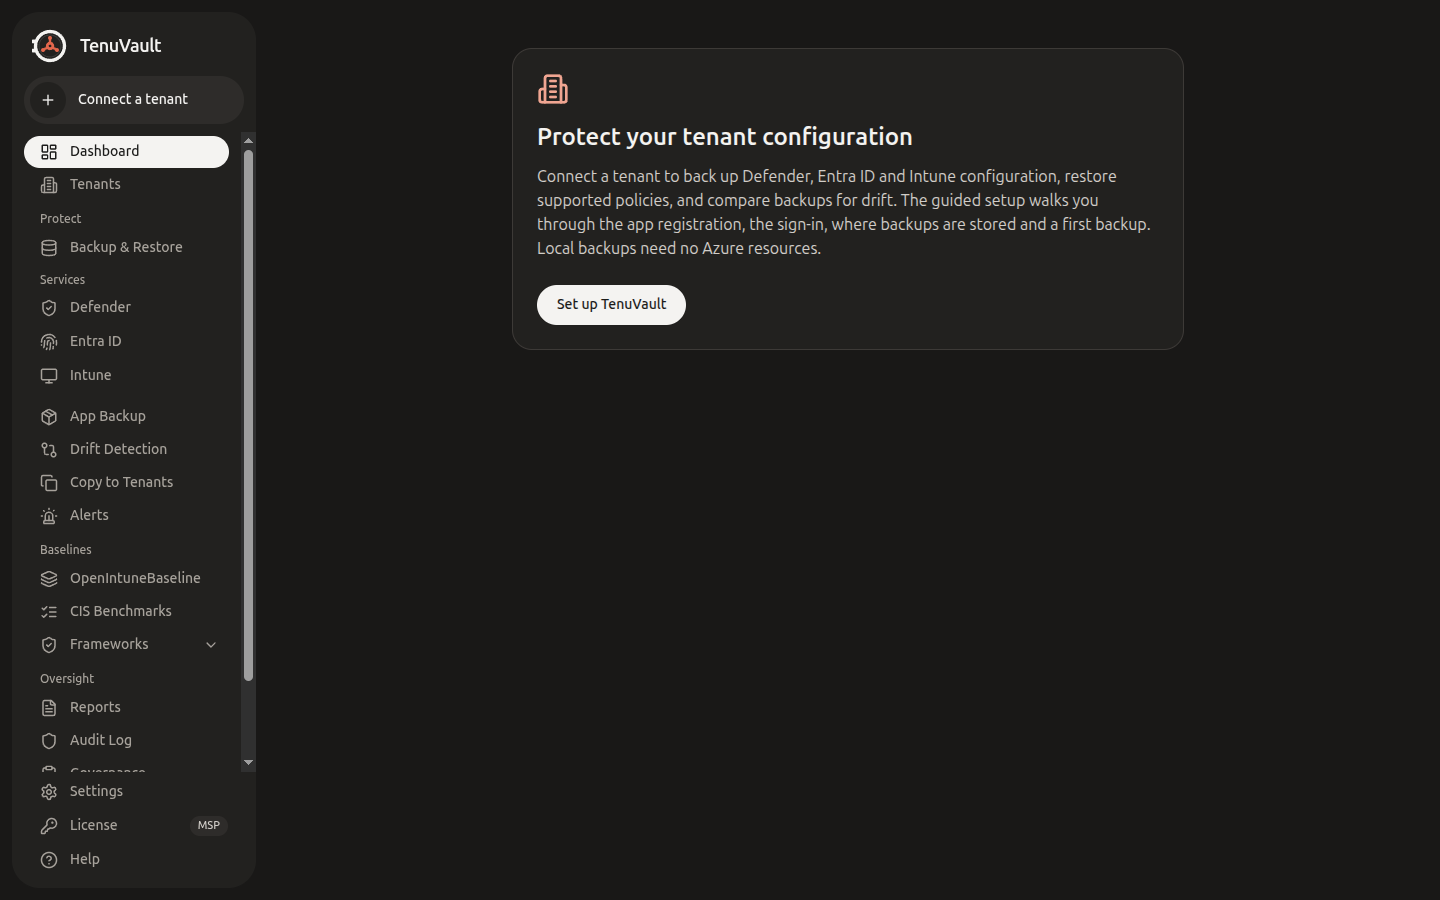 TenuVault
Connect a tenant
Dashboard
Tenants
Protect
Backup & Restore
Services
Defender
Entra ID
Intune
App Backup
Drift Detection
Copy to Tenants
Alerts
Baselines
OpenIntuneBaseline
CIS Benchmarks
Frameworks
Oversight
Reports
Audit Log
Governance
Settings
License
MSP
Help
Protect your tenant configuration
Connect a tenant to back up Defender, Entra ID and Intune configuration, restore
supported policies, and compare backups for drift. The guided setup walks you
through the app registration, the sign-in, where backups are stored and a first backup.
Local backups need no Azure resources.
Set up TenuVault